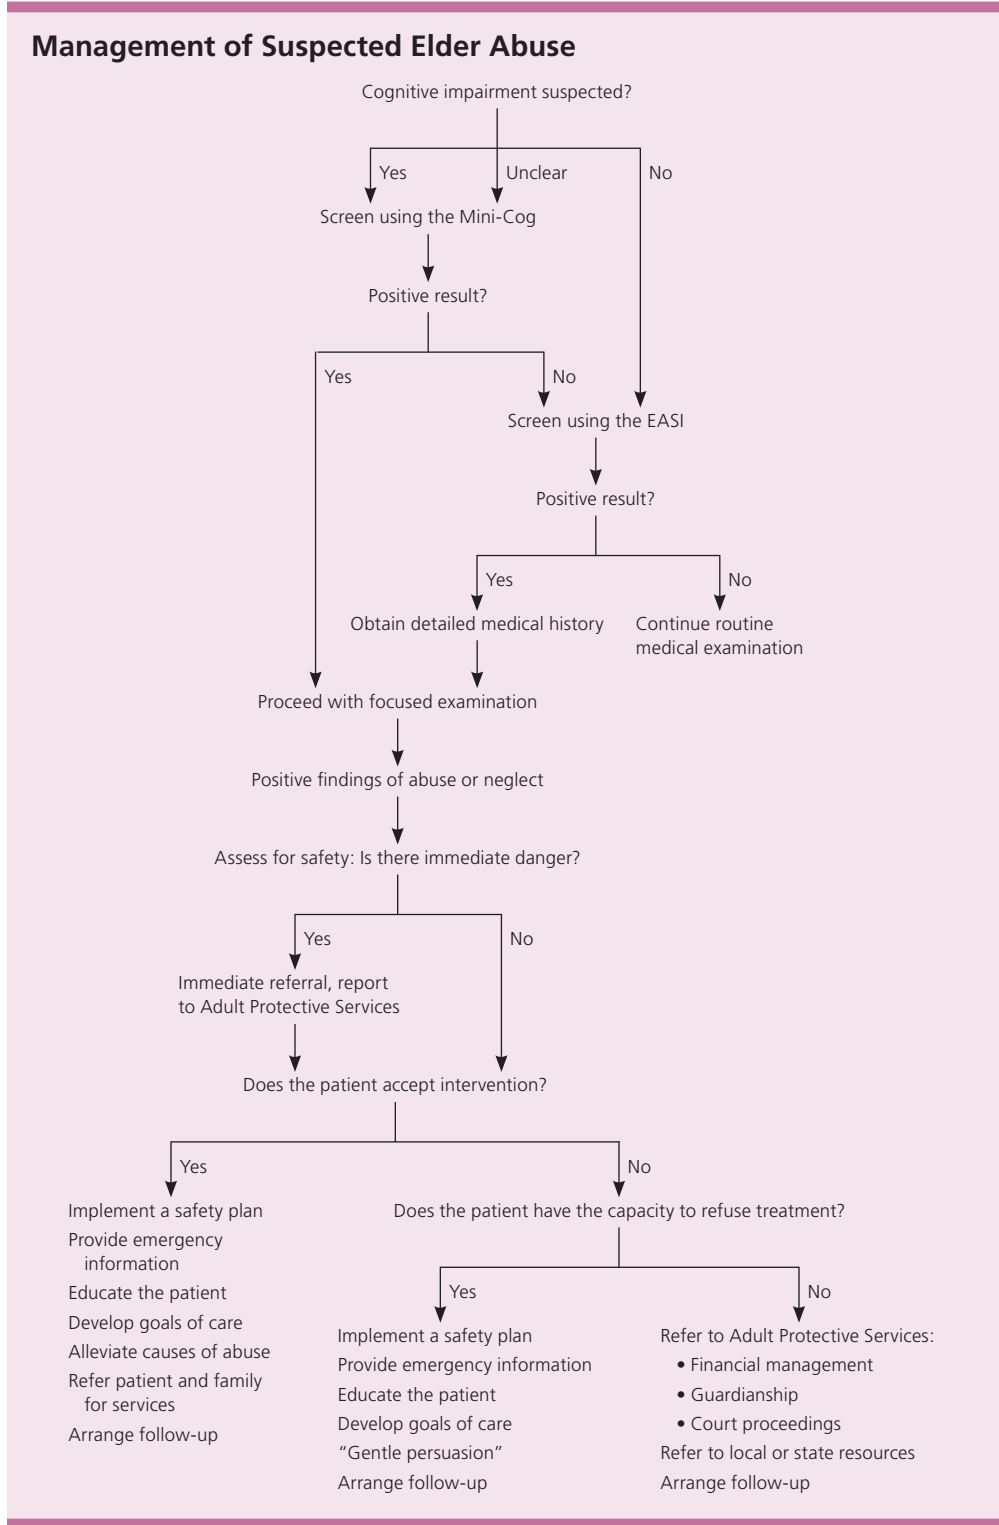 Management of Suspected Elder Abuse
Cognitive impairment suspected?
Yes
Unclear
No
Screen using the Mini-Cog
Positive result?
Yes
No
Screen using the EASI
Positive result?
Yes
No
Obtain detailed medical history
Continue routine
medical examination
Proceed with focused examination
Positive findings of abuse or neglect
Assess for safety: Is there immediate danger?
Yes
No
Immediate referral, report
to Adult Protective Services
Does the patient accept intervention?
Yes
No
Implement a safety plan
Provide emergency
information
Educate the patient
Develop goals of care
Alleviate causes of abuse
Refer patient and family
for services
Arrange follow-up
Does the patient have the capacity to refuse treatment?
Yes
No
Implement a safety plan
Provide emergency information
Educate the patient
Develop goals of care
“Gentle persuasion”
Arrange follow-up
Refer to Adult Protective Services:
• Financial management
• Guardianship
• Court proceedings
Refer to local or state resources
Arrange follow-up